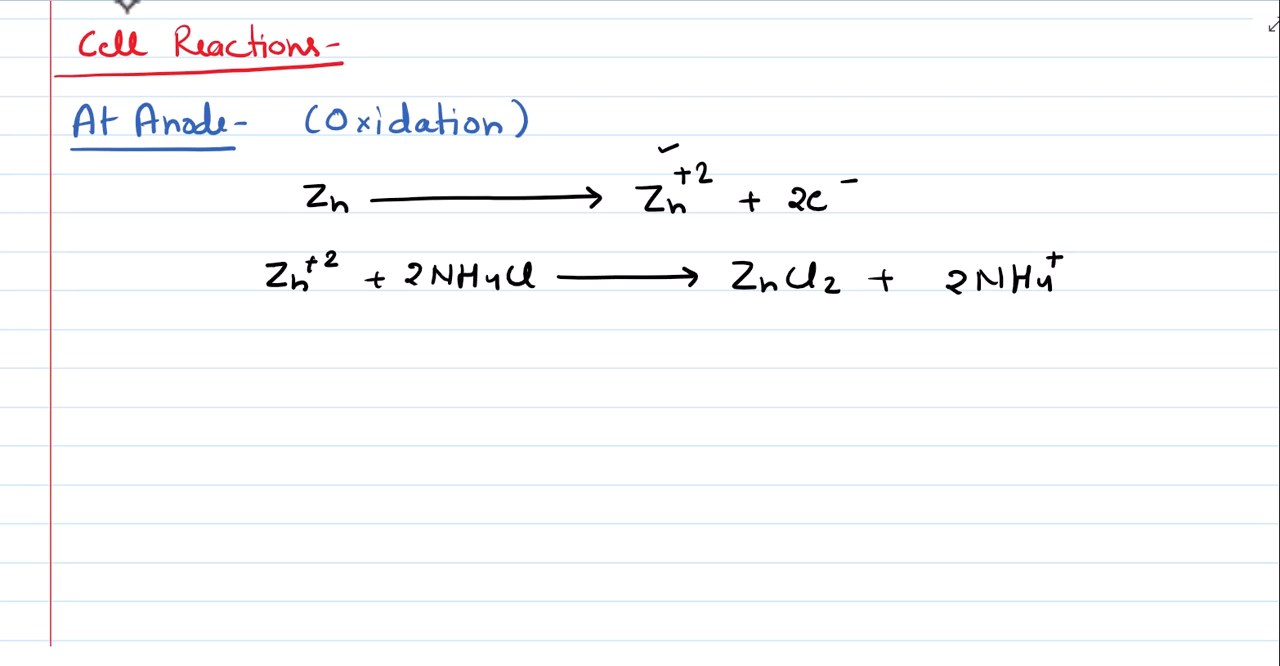 Cell Reactions-
At Anode- (Oxidation)
Zn ⟶ Zn⁺² + 2e⁻
Zn⁺² + 2NH₄Cl ⟶ ZnCl₂ + 2NH₄⁺